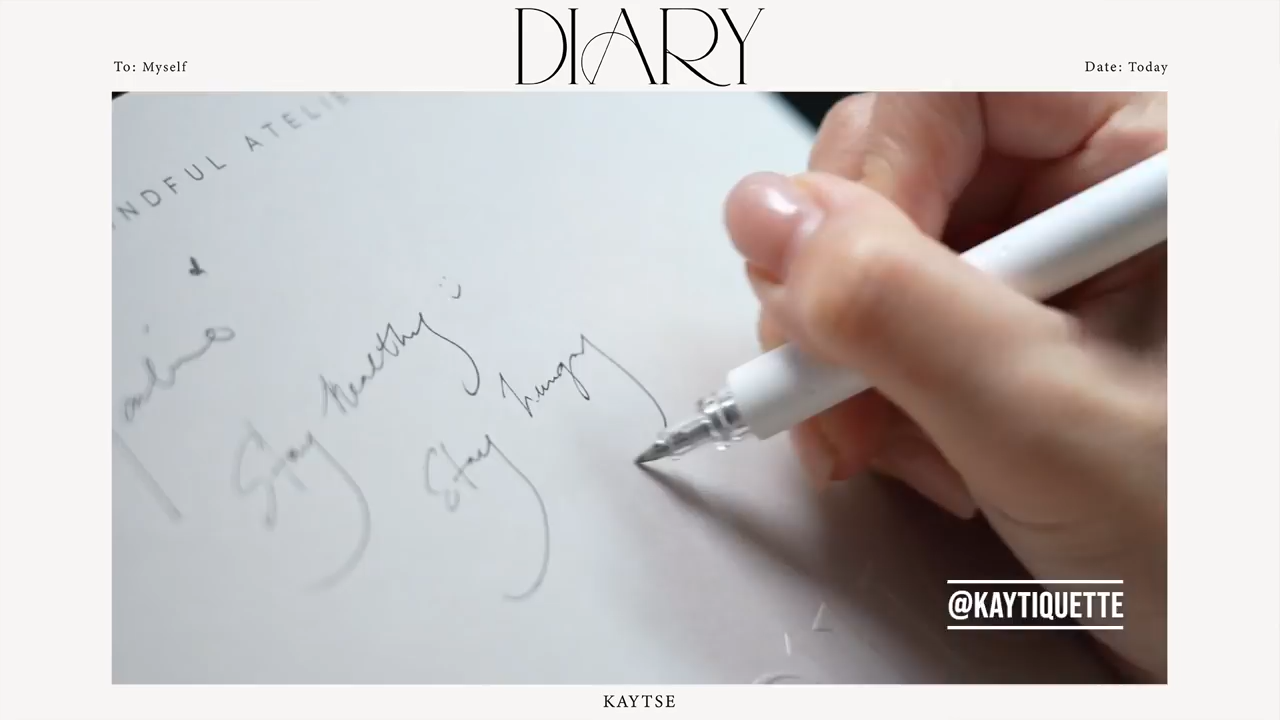 DIARY
To: Myself
Date: Today
NDFUL ATELIE
Stay healthy
Stay hungry
@KAYTIQUETTE
KAYTSE